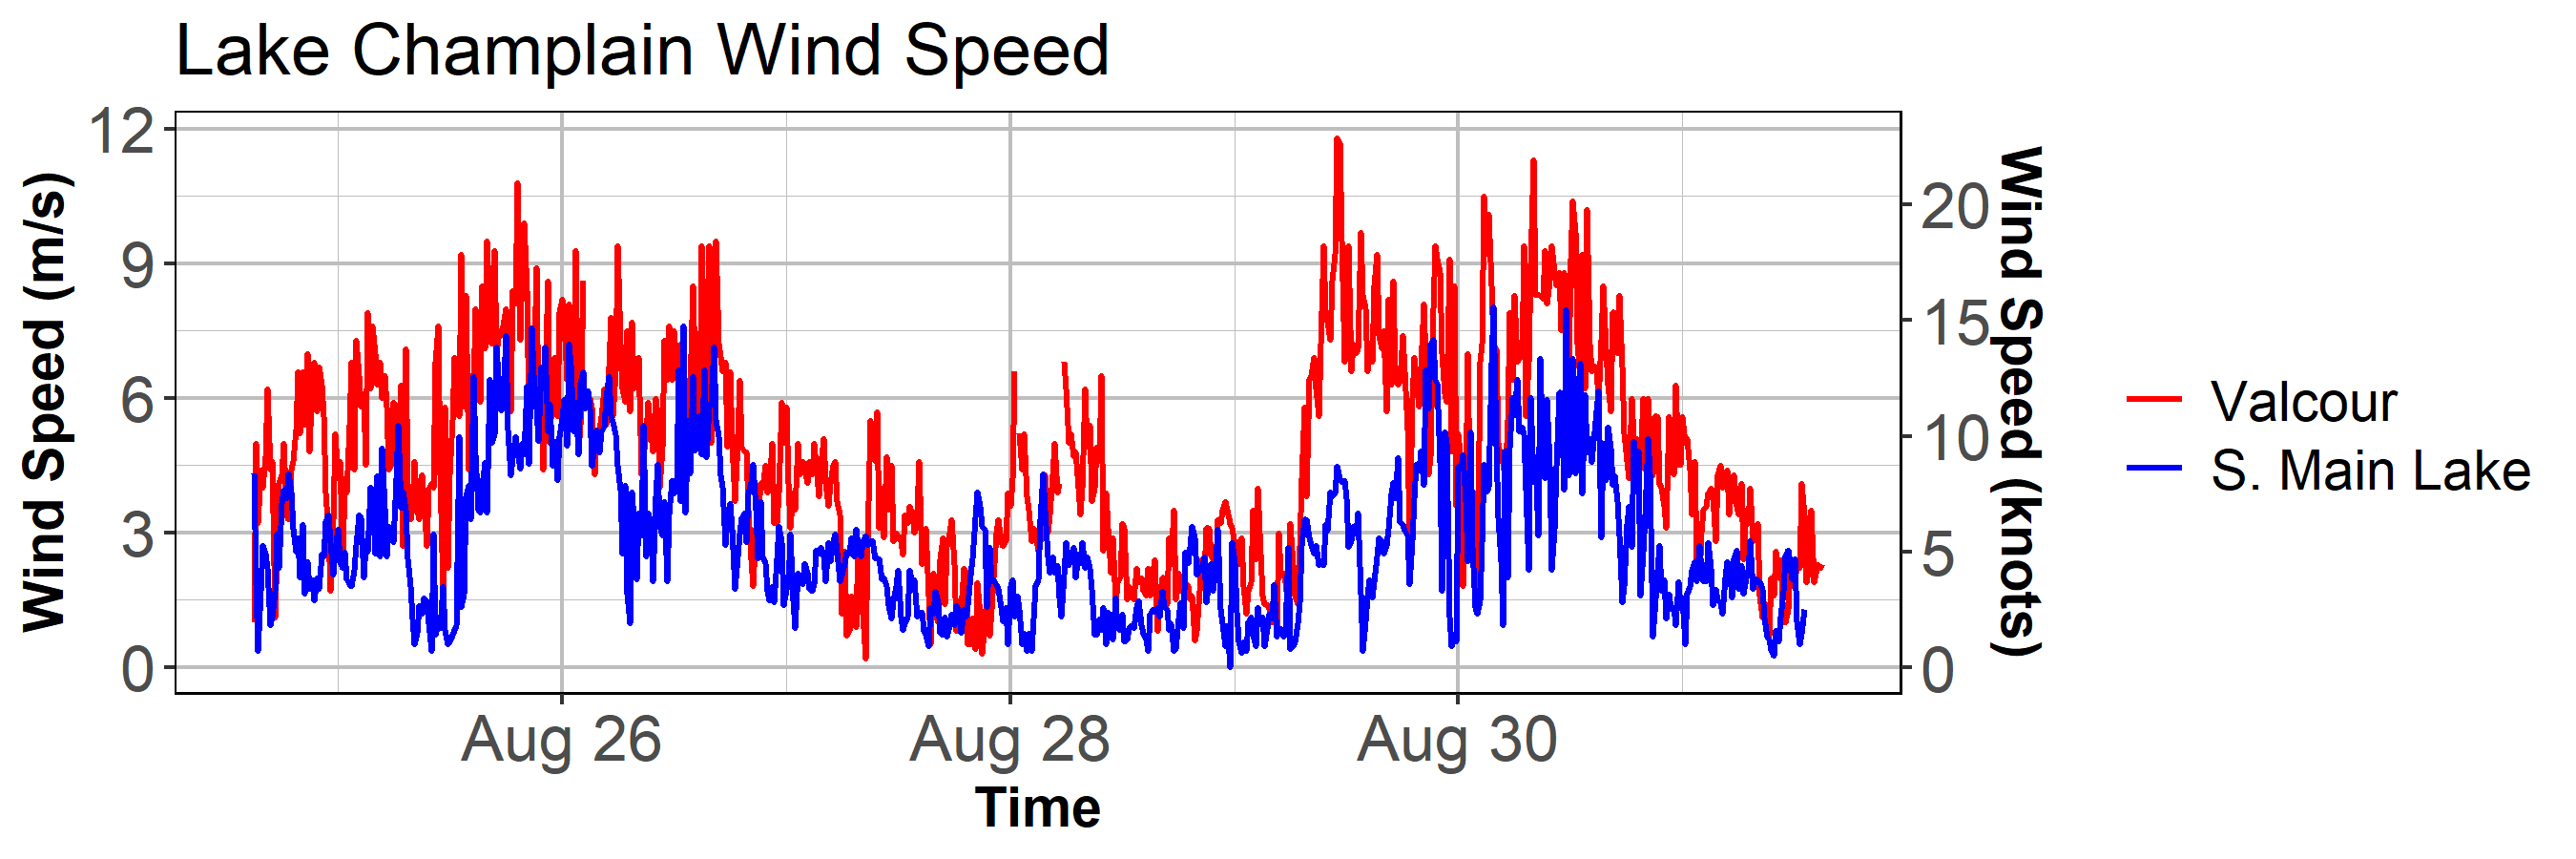 Lake Champlain Wind Speed
Wind Speed (m/s)
12
9
6
3
0
20
15
10
5
0
Wind Speed (knots)
Aug 26
Aug 28
Aug 30
Time
Valcour
S. Main Lake